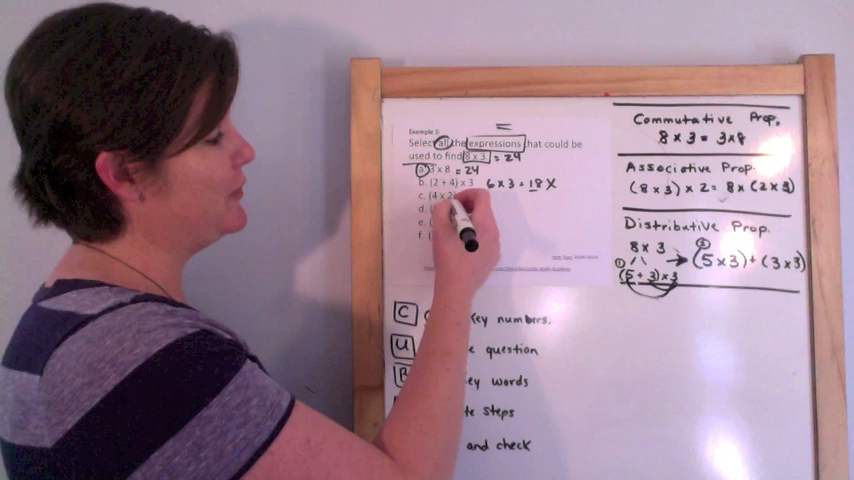 Example 5:
Select all the expressions that could be
used to find 8 x 3. = 24
a. 3 x 8 = 24
b. (2 + 4) x 3 6 x 3 = 18 X
c. (4 x 2)
d. (
e. (
f. (
Commutative Prop.
8 x 3 = 3 x 8
Associative Prop.
(8 x 3) x 2 = 8 x (2 x 3)
Distributive Prop.
8 x 3
① (5 + 3) x 3 → ② (5 x 3) + (3 x 3)
C key numbers.
U question
B key words
steps
and check